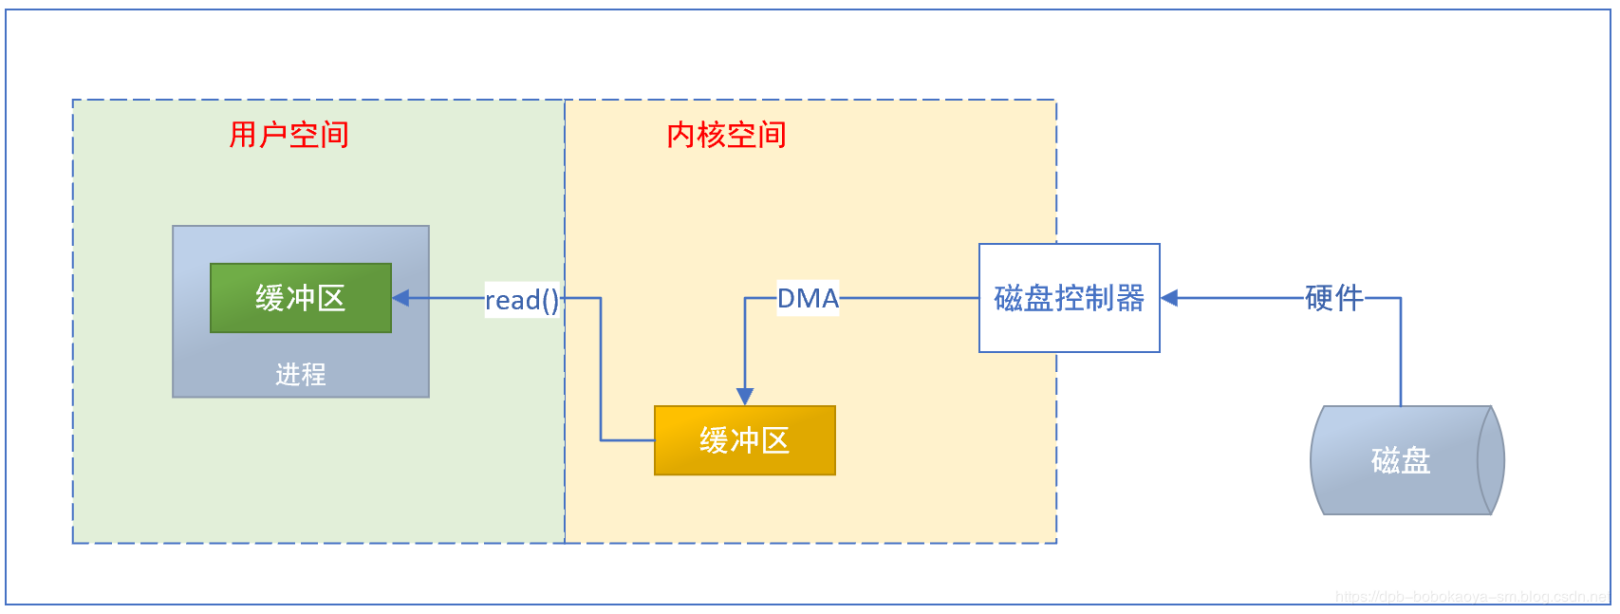 用户空间
内核空间
缓冲区
进程
read()
DMA
缓冲区
磁盘控制器
硬件
磁盘
https://dpb-bobokaoya-sm.blog.csdn.net